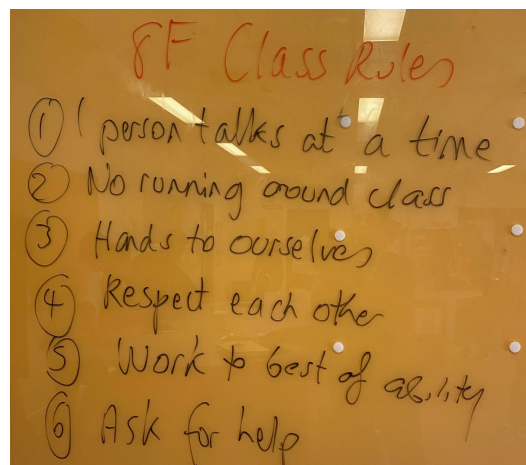 8F Class Rules
1 1 person talks at a time
2 No running around class
3 Hands to ourselves
4 Respect each other
5 Work to best of ability
6 Ask for help